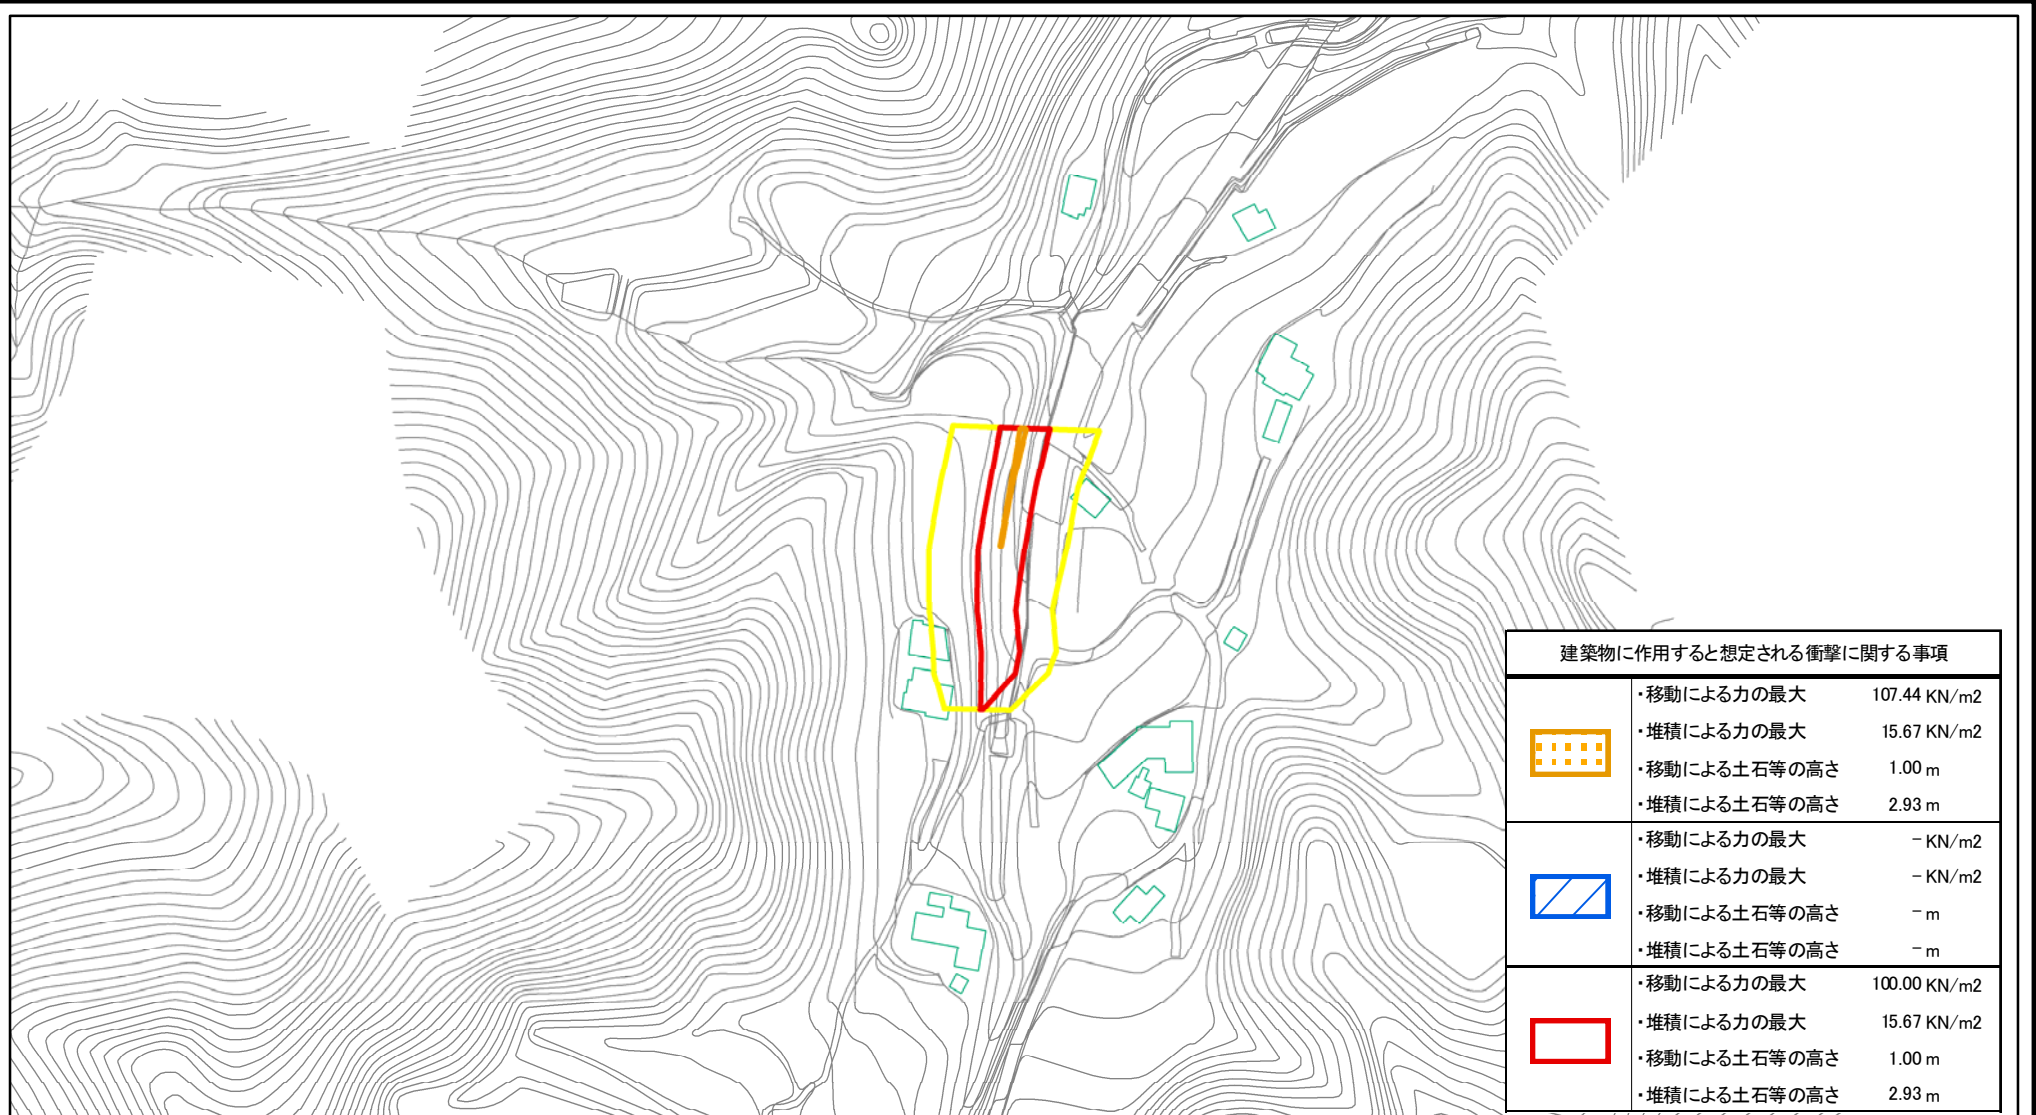 建築物に作用すると想定される衝撃に関する事項
・移動による力の最大 107.44 KN/m2
・堆積による力の最大 15.67 KN/m2
・移動による土石等の高さ 1.00 m
・堆積による土石等の高さ 2.93 m
・移動による力の最大 － KN/m2
・堆積による力の最大 － KN/m2
・移動による土石等の高さ － m
・堆積による土石等の高さ － m
・移動による力の最大 100.00 KN/m2
・堆積による力の最大 15.67 KN/m2
・移動による土石等の高さ 1.00 m
・堆積による土石等の高さ 2.93 m